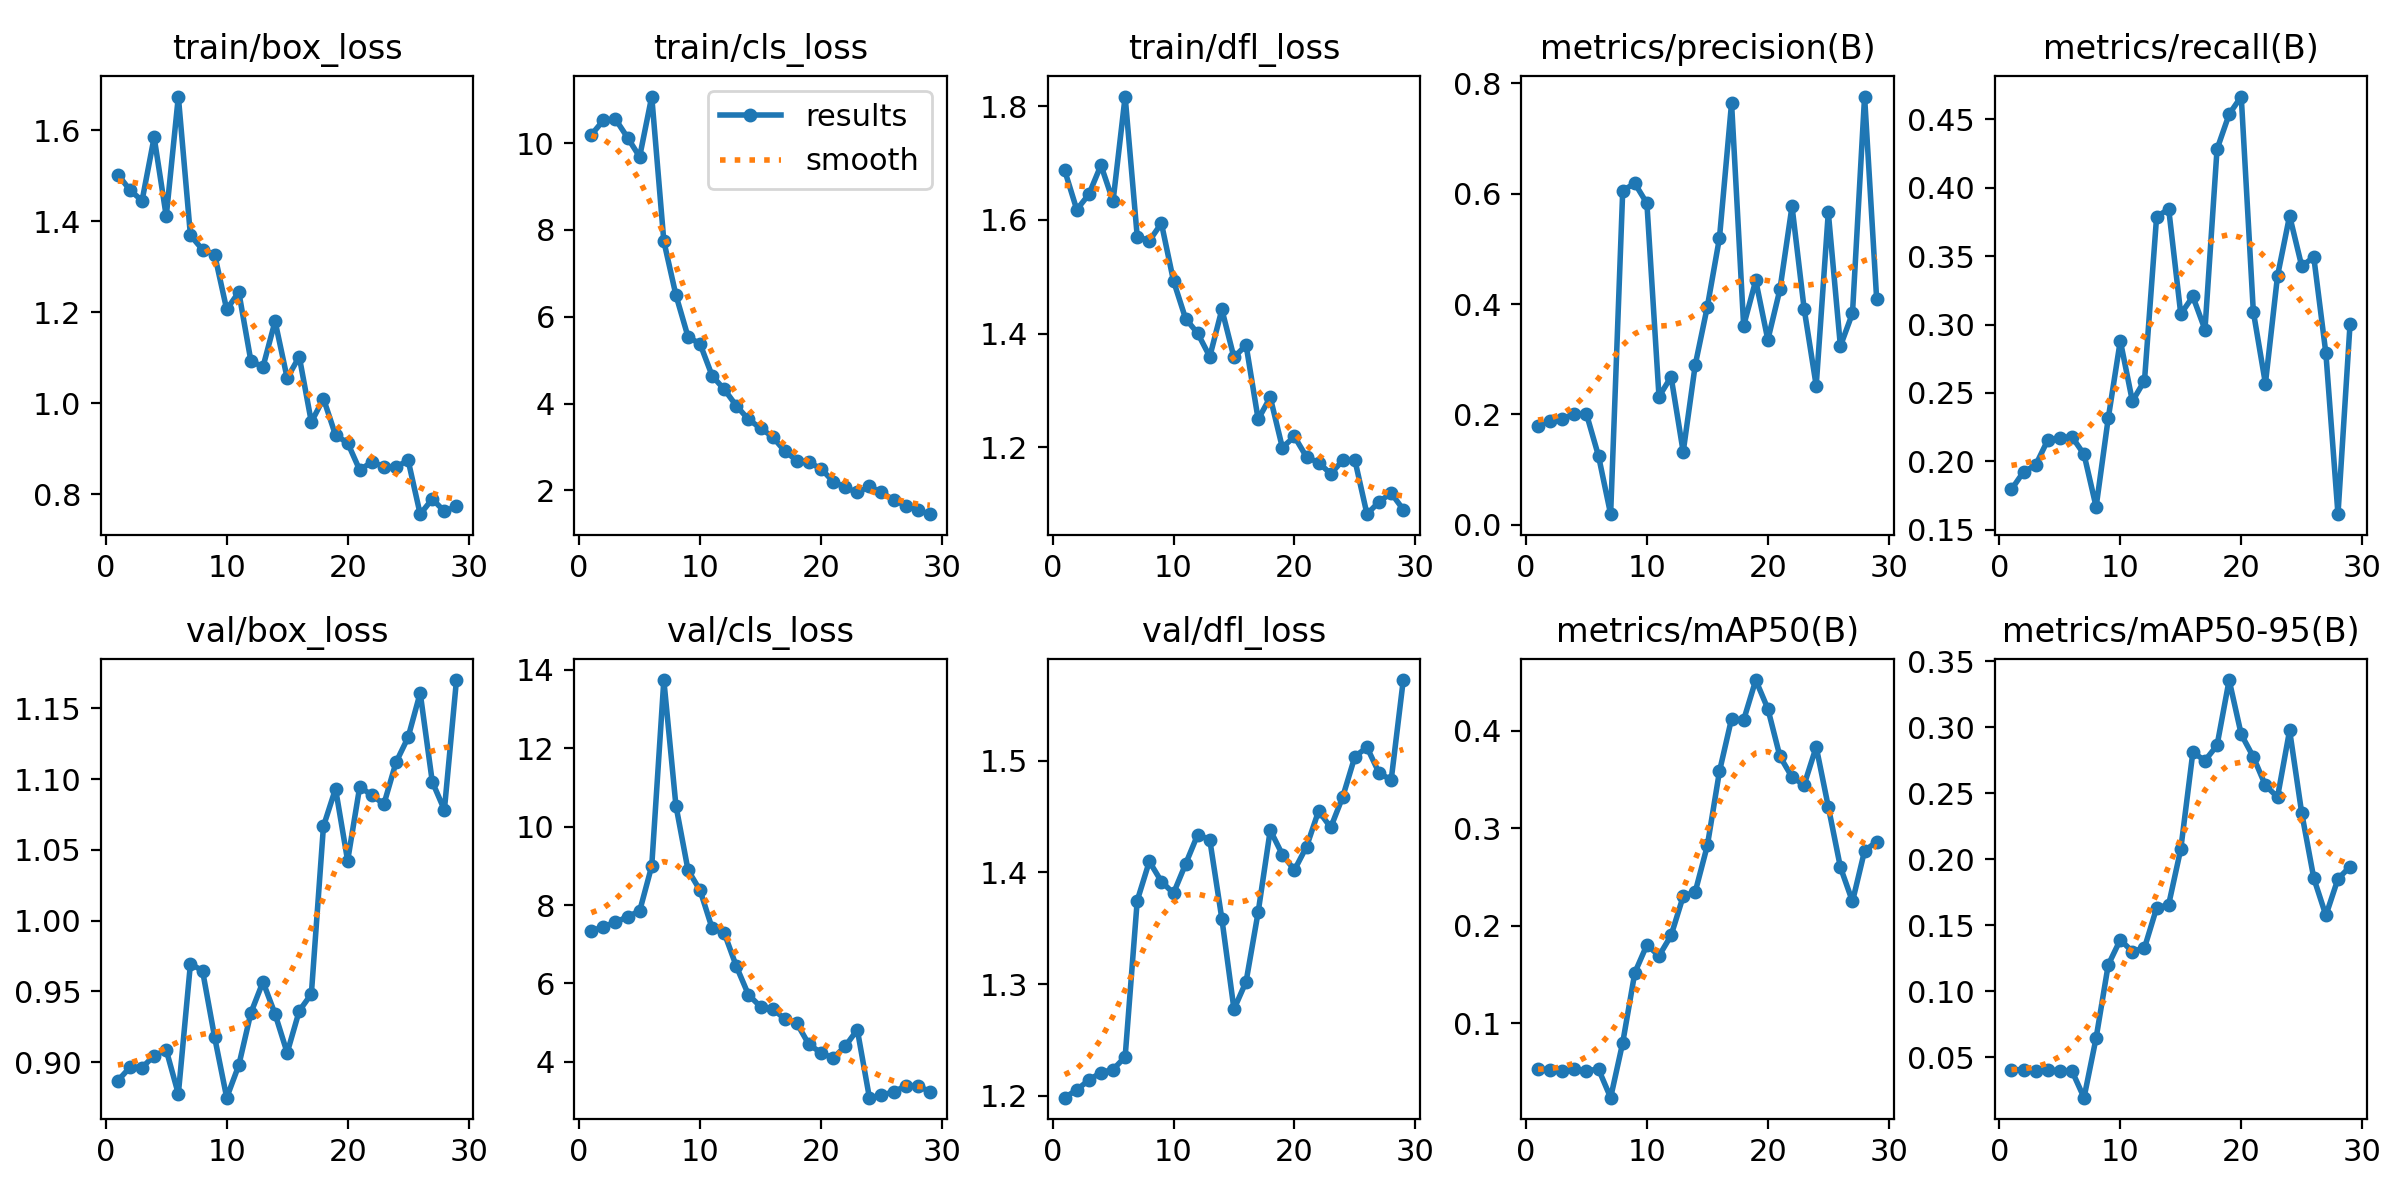 train/box_loss
1.6
1.4
1.2
1.0
0.8
0 10 20 30
train/cls_loss
results
smooth
10
8
6
4
2
0 10 20 30
train/dfl_loss
1.8
1.6
1.4
1.2
0 10 20 30
metrics/precision(B)
0.8
0.6
0.4
0.2
0.0
0 10 20 30
metrics/recall(B)
0.45
0.40
0.35
0.30
0.25
0.20
0.15
0 10 20 30
val/box_loss
1.15
1.10
1.05
1.00
0.95
0.90
0 10 20 30
val/cls_loss
14
12
10
8
6
4
0 10 20 30
val/dfl_loss
1.5
1.4
1.3
1.2
0 10 20 30
metrics/mAP50(B)
0.4
0.3
0.2
0.1
0 10 20 30
metrics/mAP50-95(B)
0.35
0.30
0.25
0.20
0.15
0.10
0.05
0 10 20 30